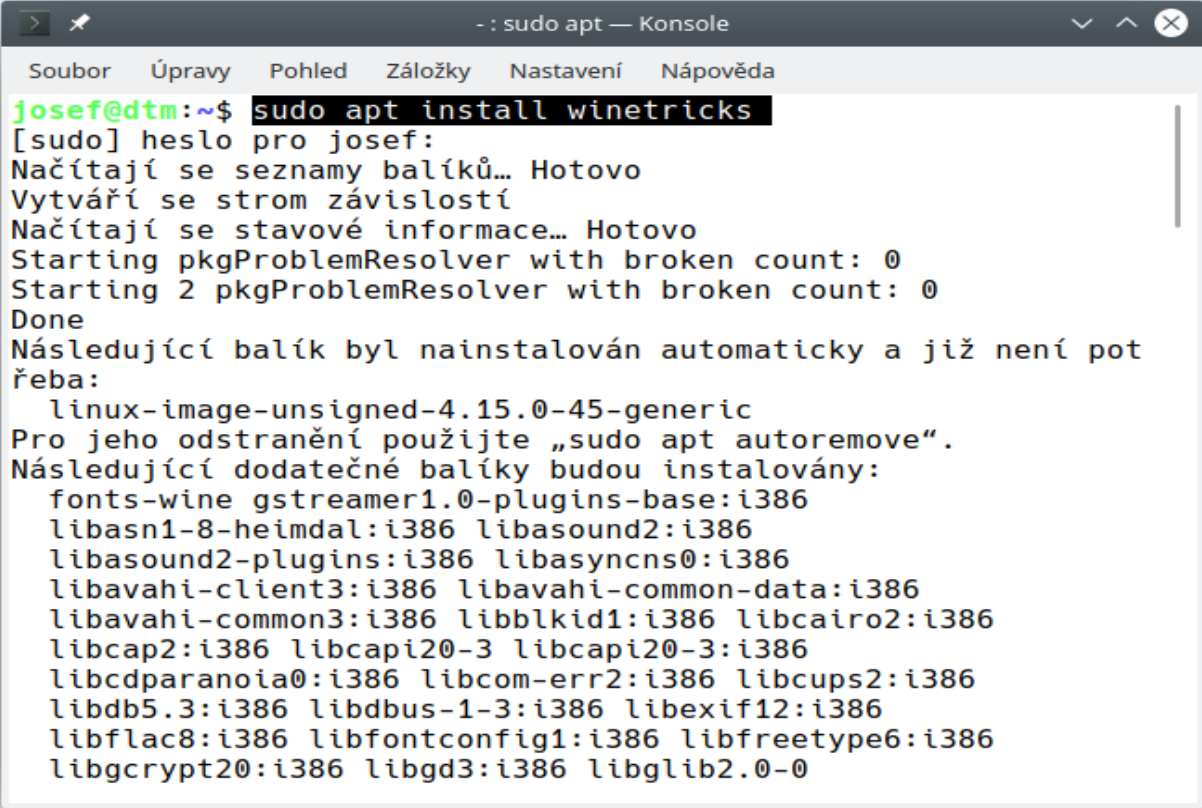 - : sudo apt — Konsole
Soubor Úpravy Pohled Záložky Nastavení Nápověda
josef@dtm:~$ sudo apt install winetricks
[sudo] heslo pro josef:
Načítají se seznamy balíků… Hotovo
Vytváří se strom závislostí
Načítají se stavové informace… Hotovo
Starting pkgProblemResolver with broken count: 0
Starting 2 pkgProblemResolver with broken count: 0
Done
Následující balík byl nainstalován automaticky a již není pot
řeba:
  linux-image-unsigned-4.15.0-45-generic
Pro jeho odstranění použijte „sudo apt autoremove“.
Následující dodatečné balíky budou instalovány:
  fonts-wine gstreamer1.0-plugins-base:i386
  libasn1-8-heimdal:i386 libasound2:i386
  libasound2-plugins:i386 libasyncns0:i386
  libavahi-client3:i386 libavahi-common-data:i386
  libavahi-common3:i386 libblkid1:i386 libcairo2:i386
  libcap2:i386 libcapi20-3 libcapi20-3:i386
  libcdparanoia0:i386 libcom-err2:i386 libcups2:i386
  libdb5.3:i386 libdbus-1-3:i386 libexif12:i386
  libflac8:i386 libfontconfig1:i386 libfreetype6:i386
  libgcrypt20:i386 libgd3:i386 libglib2.0-0